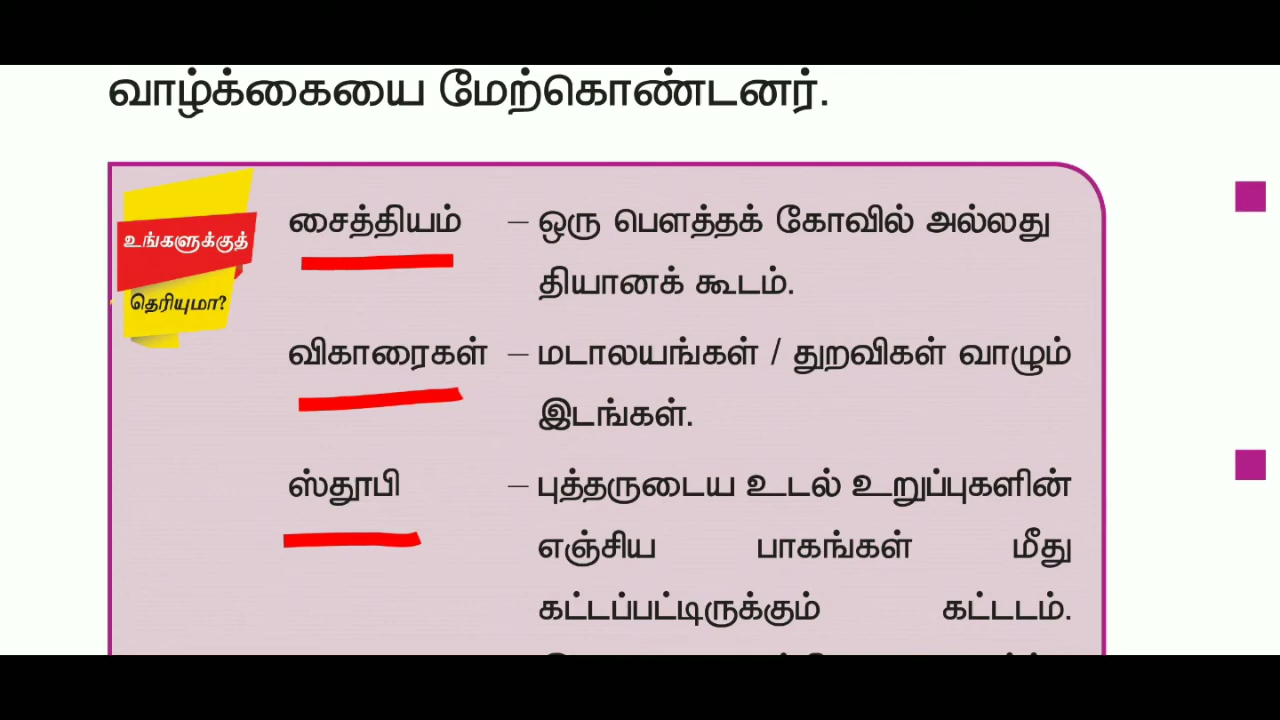 வாழ்க்கையை மேற்கொண்டனர்.
உங்களுக்குத்
தெரியுமா?
சைத்தியம் – ஒரு பௌத்தக் கோவில் அல்லது
தியானக் கூடம்.
விகாரைகள் – மடாலயங்கள் / துறவிகள் வாழும்
இடங்கள்.
ஸ்தூபி – புத்தருடைய உடல் உறுப்புகளின்
எஞ்சிய பாகங்கள் மீது
கட்டப்பட்டிருக்கும் கட்டடம்.